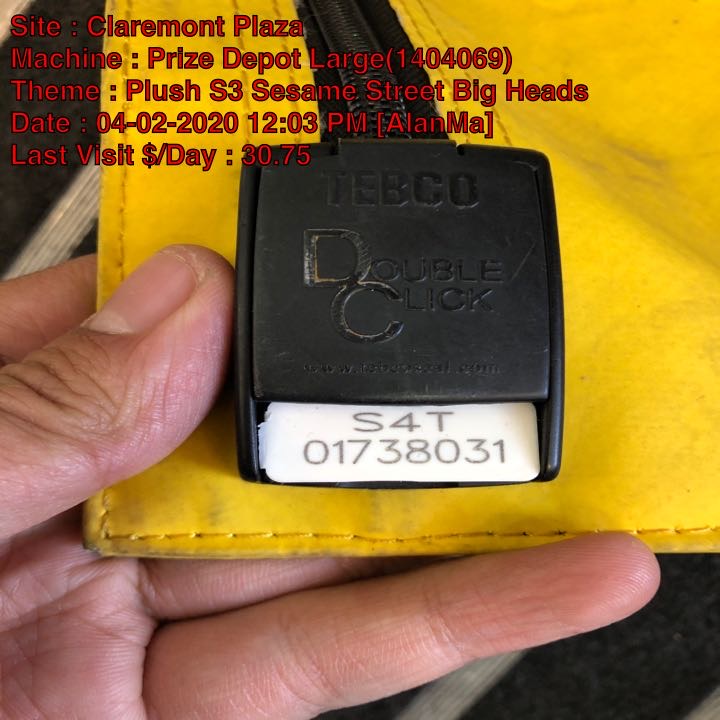 Site : Claremont Plaza
Machine : Prize Depot Large(1404069)
Theme : Plush S3 Sesame Street Big Heads
Date : 04-02-2020 12:03 PM [AlanMa]
Last Visit $/Day : 30.75
TEBCO
DOUBLE
CLICK
S4T
01738031